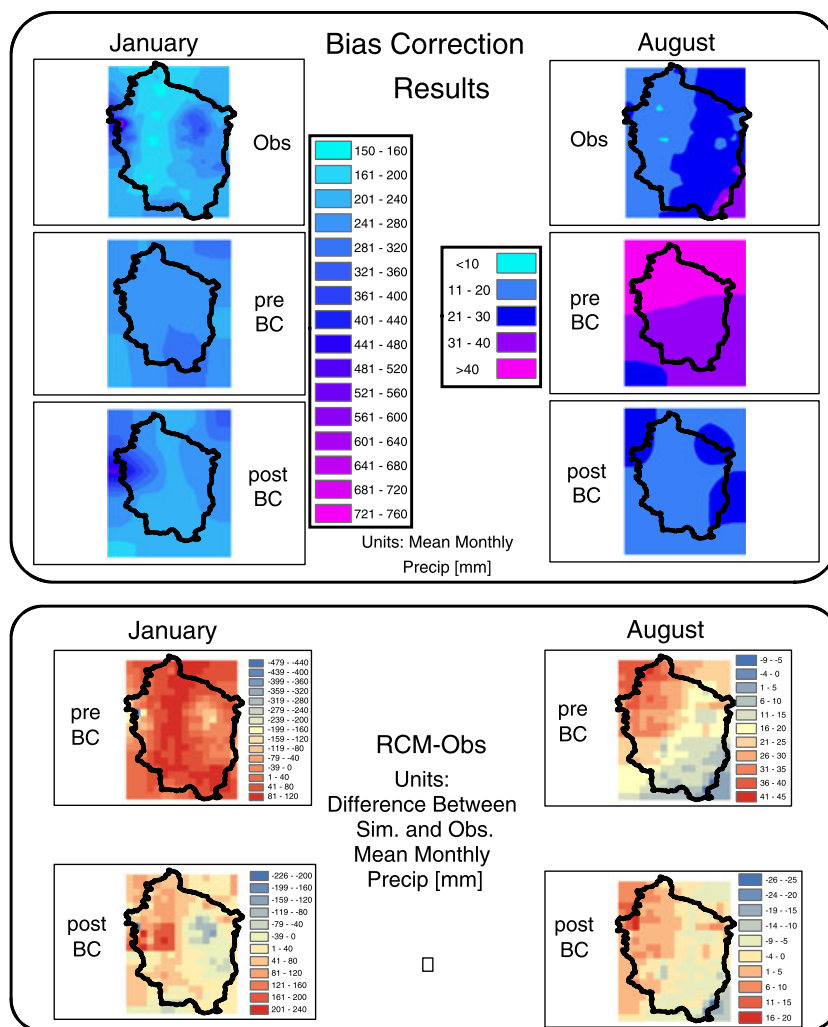 January
Bias Correction
Results
August
Obs
Obs
150 - 160
161 - 200
201 - 240
241 - 280
281 - 320
321 - 360
361 - 400
401 - 440
441 - 480
481 - 520
521 - 560
561 - 600
601 - 640
641 - 680
681 - 720
721 - 760
pre
BC
<10
11 - 20
21 - 30
31 - 40
>40
pre
BC
post
BC
post
BC
Units: Mean Monthly
Precip [mm]
January
August
pre
BC
-479 - -440
-439 - -400
-399 - -360
-359 - -320
-319 - -280
-279 - -240
-239 - -200
-199 - -160
-159 - -120
-119 - -80
-79 - -40
-39 - 0
1 - 40
41 - 80
81 - 120
RCM-Obs
Units:
Difference Between
Sim. and Obs.
Mean Monthly
Precip [mm]
pre
BC
-9 - -5
-4 - 0
1 - 5
6 - 10
11 - 15
16 - 20
21 - 25
26 - 30
31 - 35
36 - 40
41 - 45
post
BC
-226 - -200
-199 - -160
-159 - -120
-119 - -80
-79 - -40
-39 - 0
1 - 40
41 - 80
81 - 120
121 - 160
161 - 200
201 - 240
post
BC
-26 - -25
-24 - -20
-19 - -15
-14 - -10
-9 - -5
-4 - 0
1 - 5
6 - 10
11 - 15
16 - 20